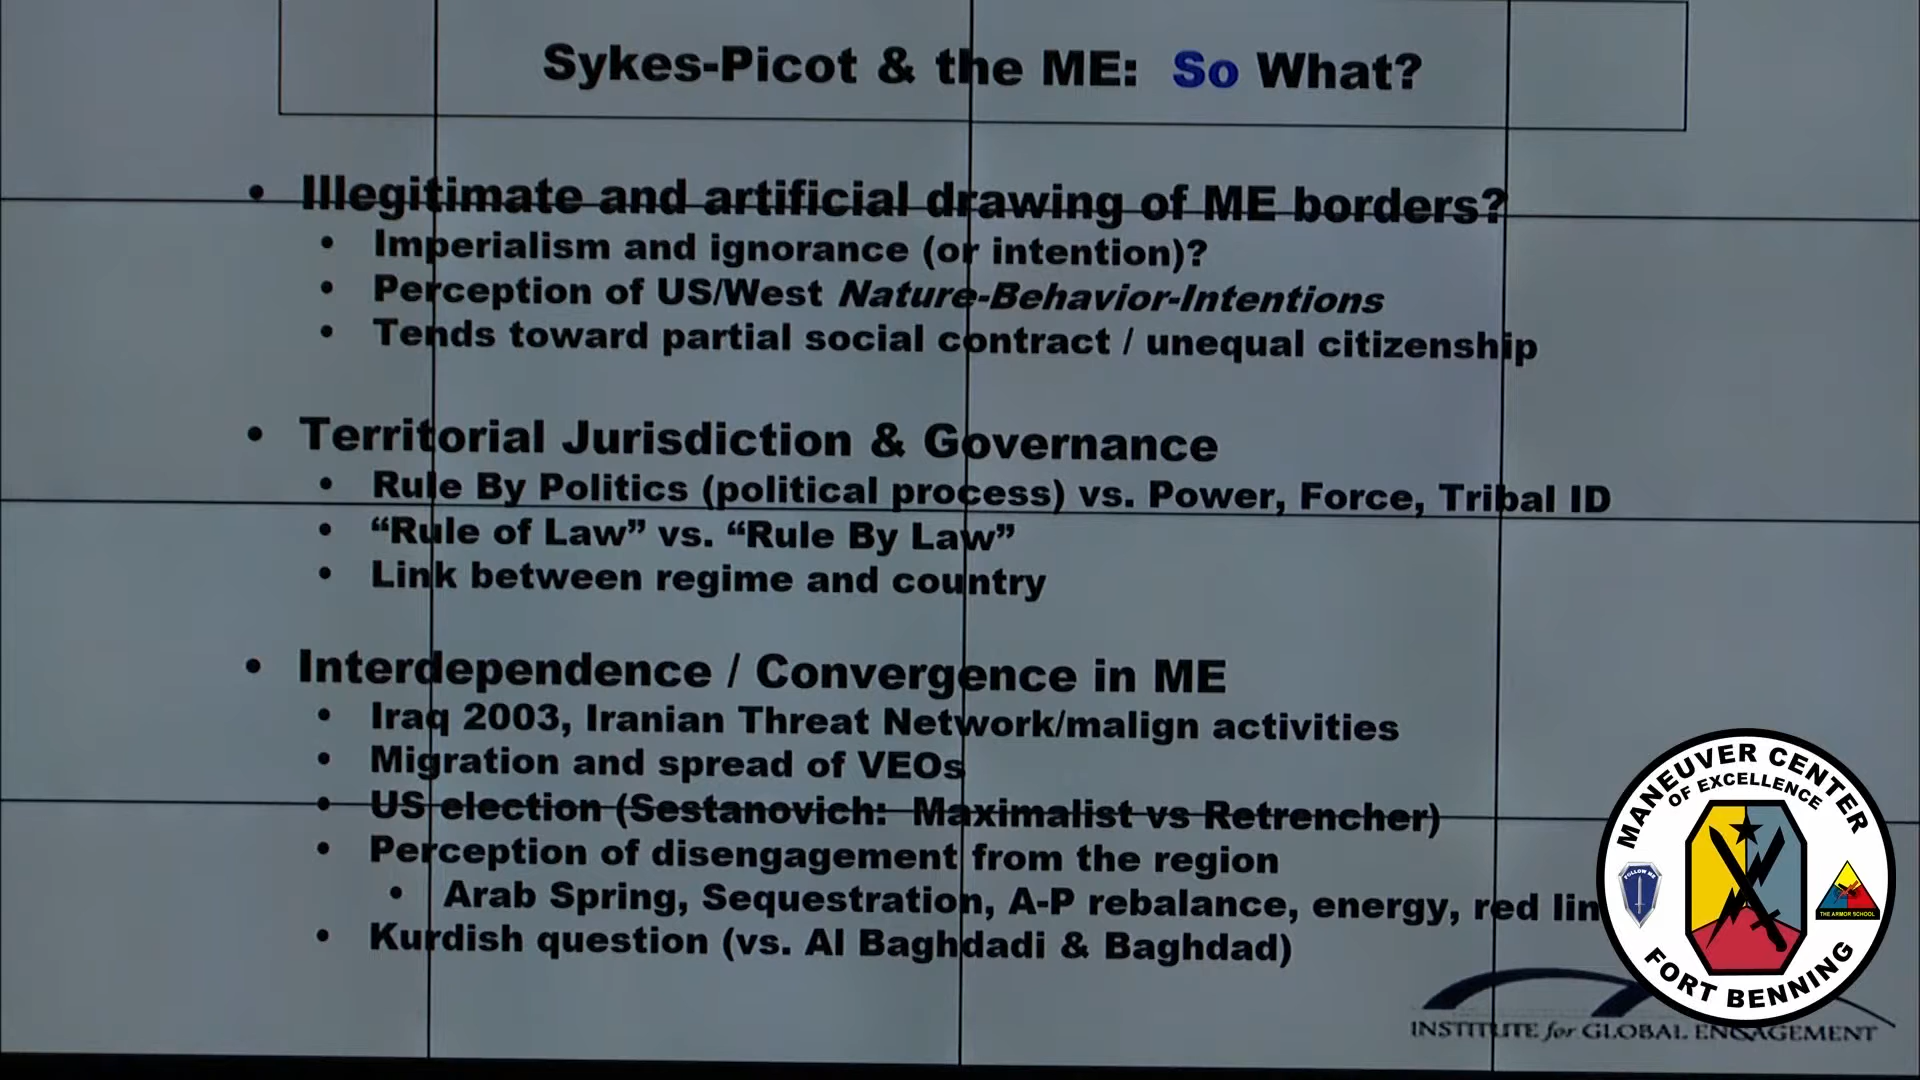 Sykes-Picot & the ME: So What?
• Illegitimate and artificial drawing of ME borders?
• Imperialism and ignorance (or intention)?
• Perception of US/West Nature-Behavior-Intentions
• Tends toward partial social contract / unequal citizenship
• Territorial Jurisdiction & Governance
• Rule By Politics (political process) vs. Power, Force, Tribal ID
• “Rule of Law” vs. “Rule By Law”
• Link between regime and country
• Interdependence / Convergence in ME
• Iraq 2003, Iranian Threat Network/malign activities
• Migration and spread of VEOs
• US election (Sestanovich: Maximalist vs Retrencher)
• Perception of disengagement from the region
• Arab Spring, Sequestration, A-P rebalance, energy, red lin
• Kurdish question (vs. Al Baghdadi & Baghdad)
MANEUVER CENTER
OF EXCELLENCE
FOLLOW ME
THE ARMOR SCHOOL
FORT BENNING
INSTITUTE for GLOBAL ENGAGEMENT